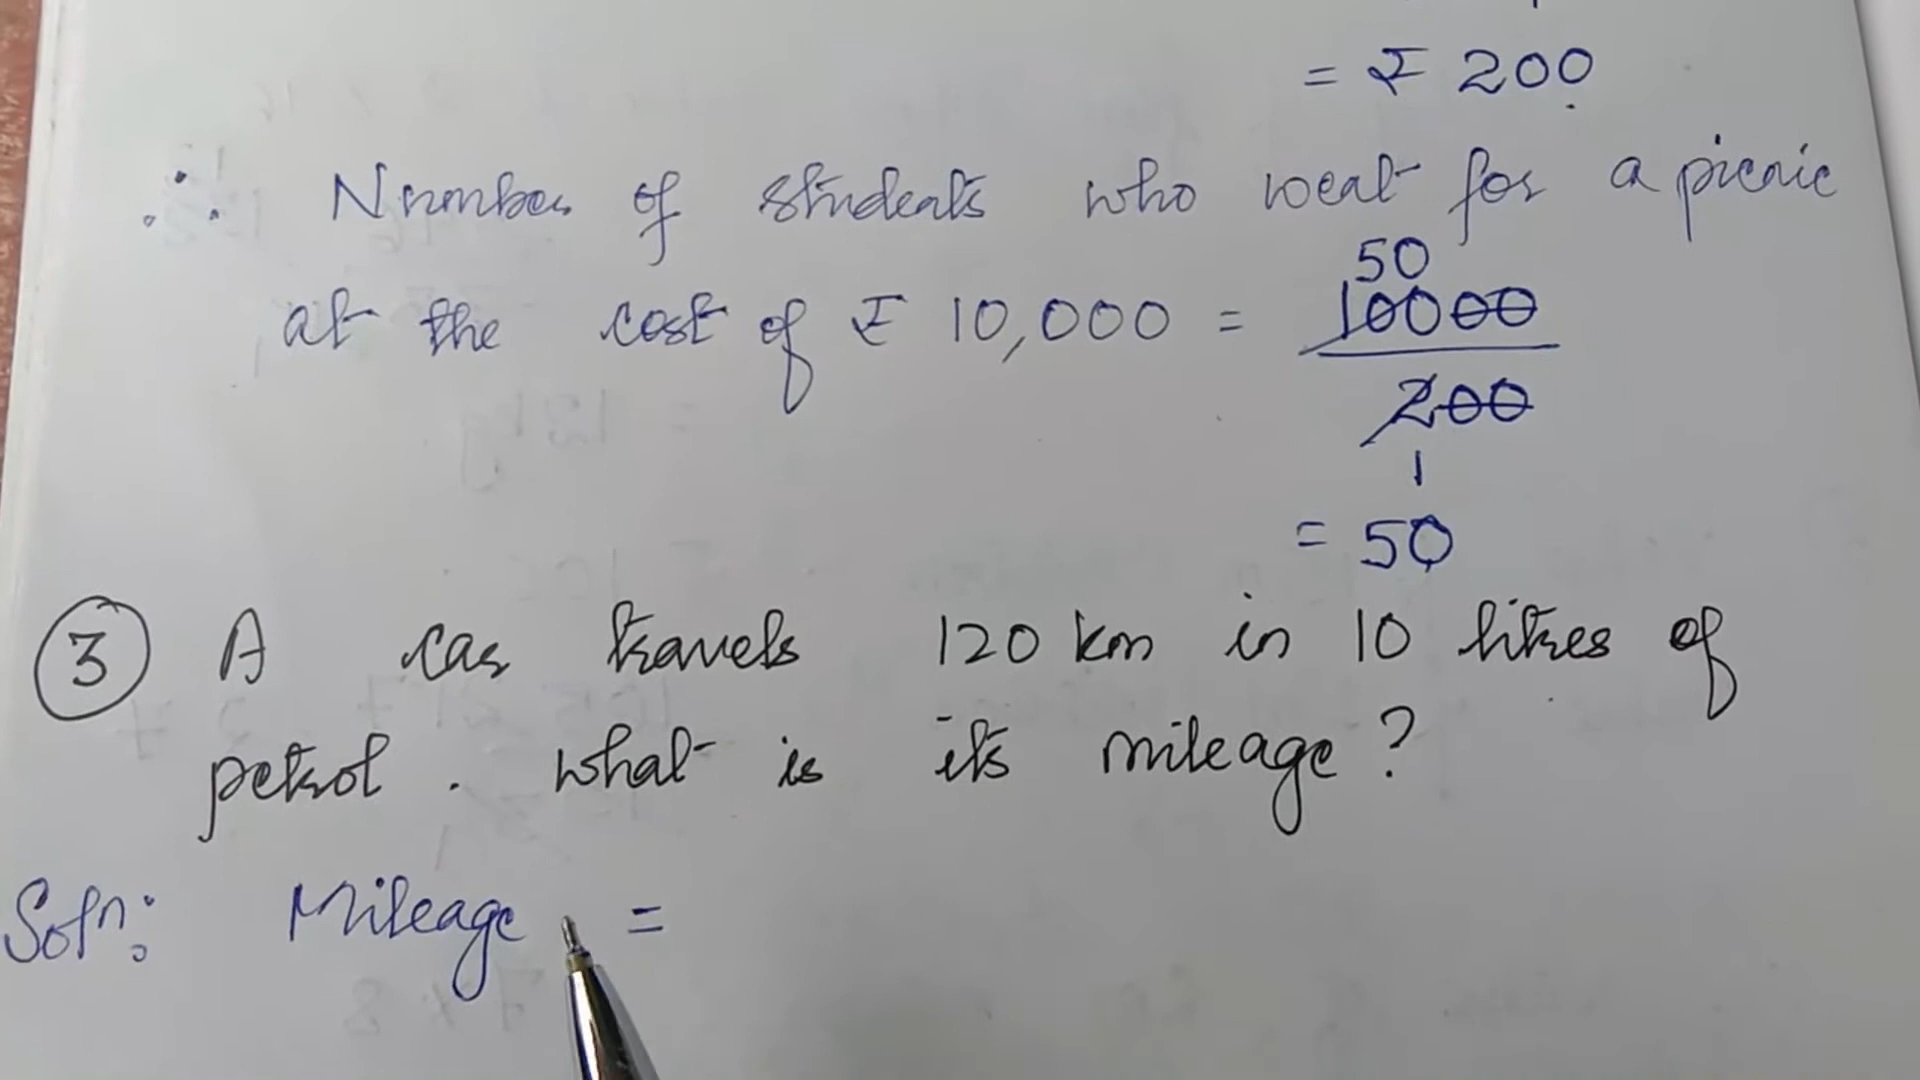 = ₹ 200
∴ Number of students who went for a picnic
at the cost of ₹ 10,000 = 10000/200
50
1
= 50
3 A car travels 120 km in 10 litres of
petrol. what is its mileage?
Soln: Mileage =